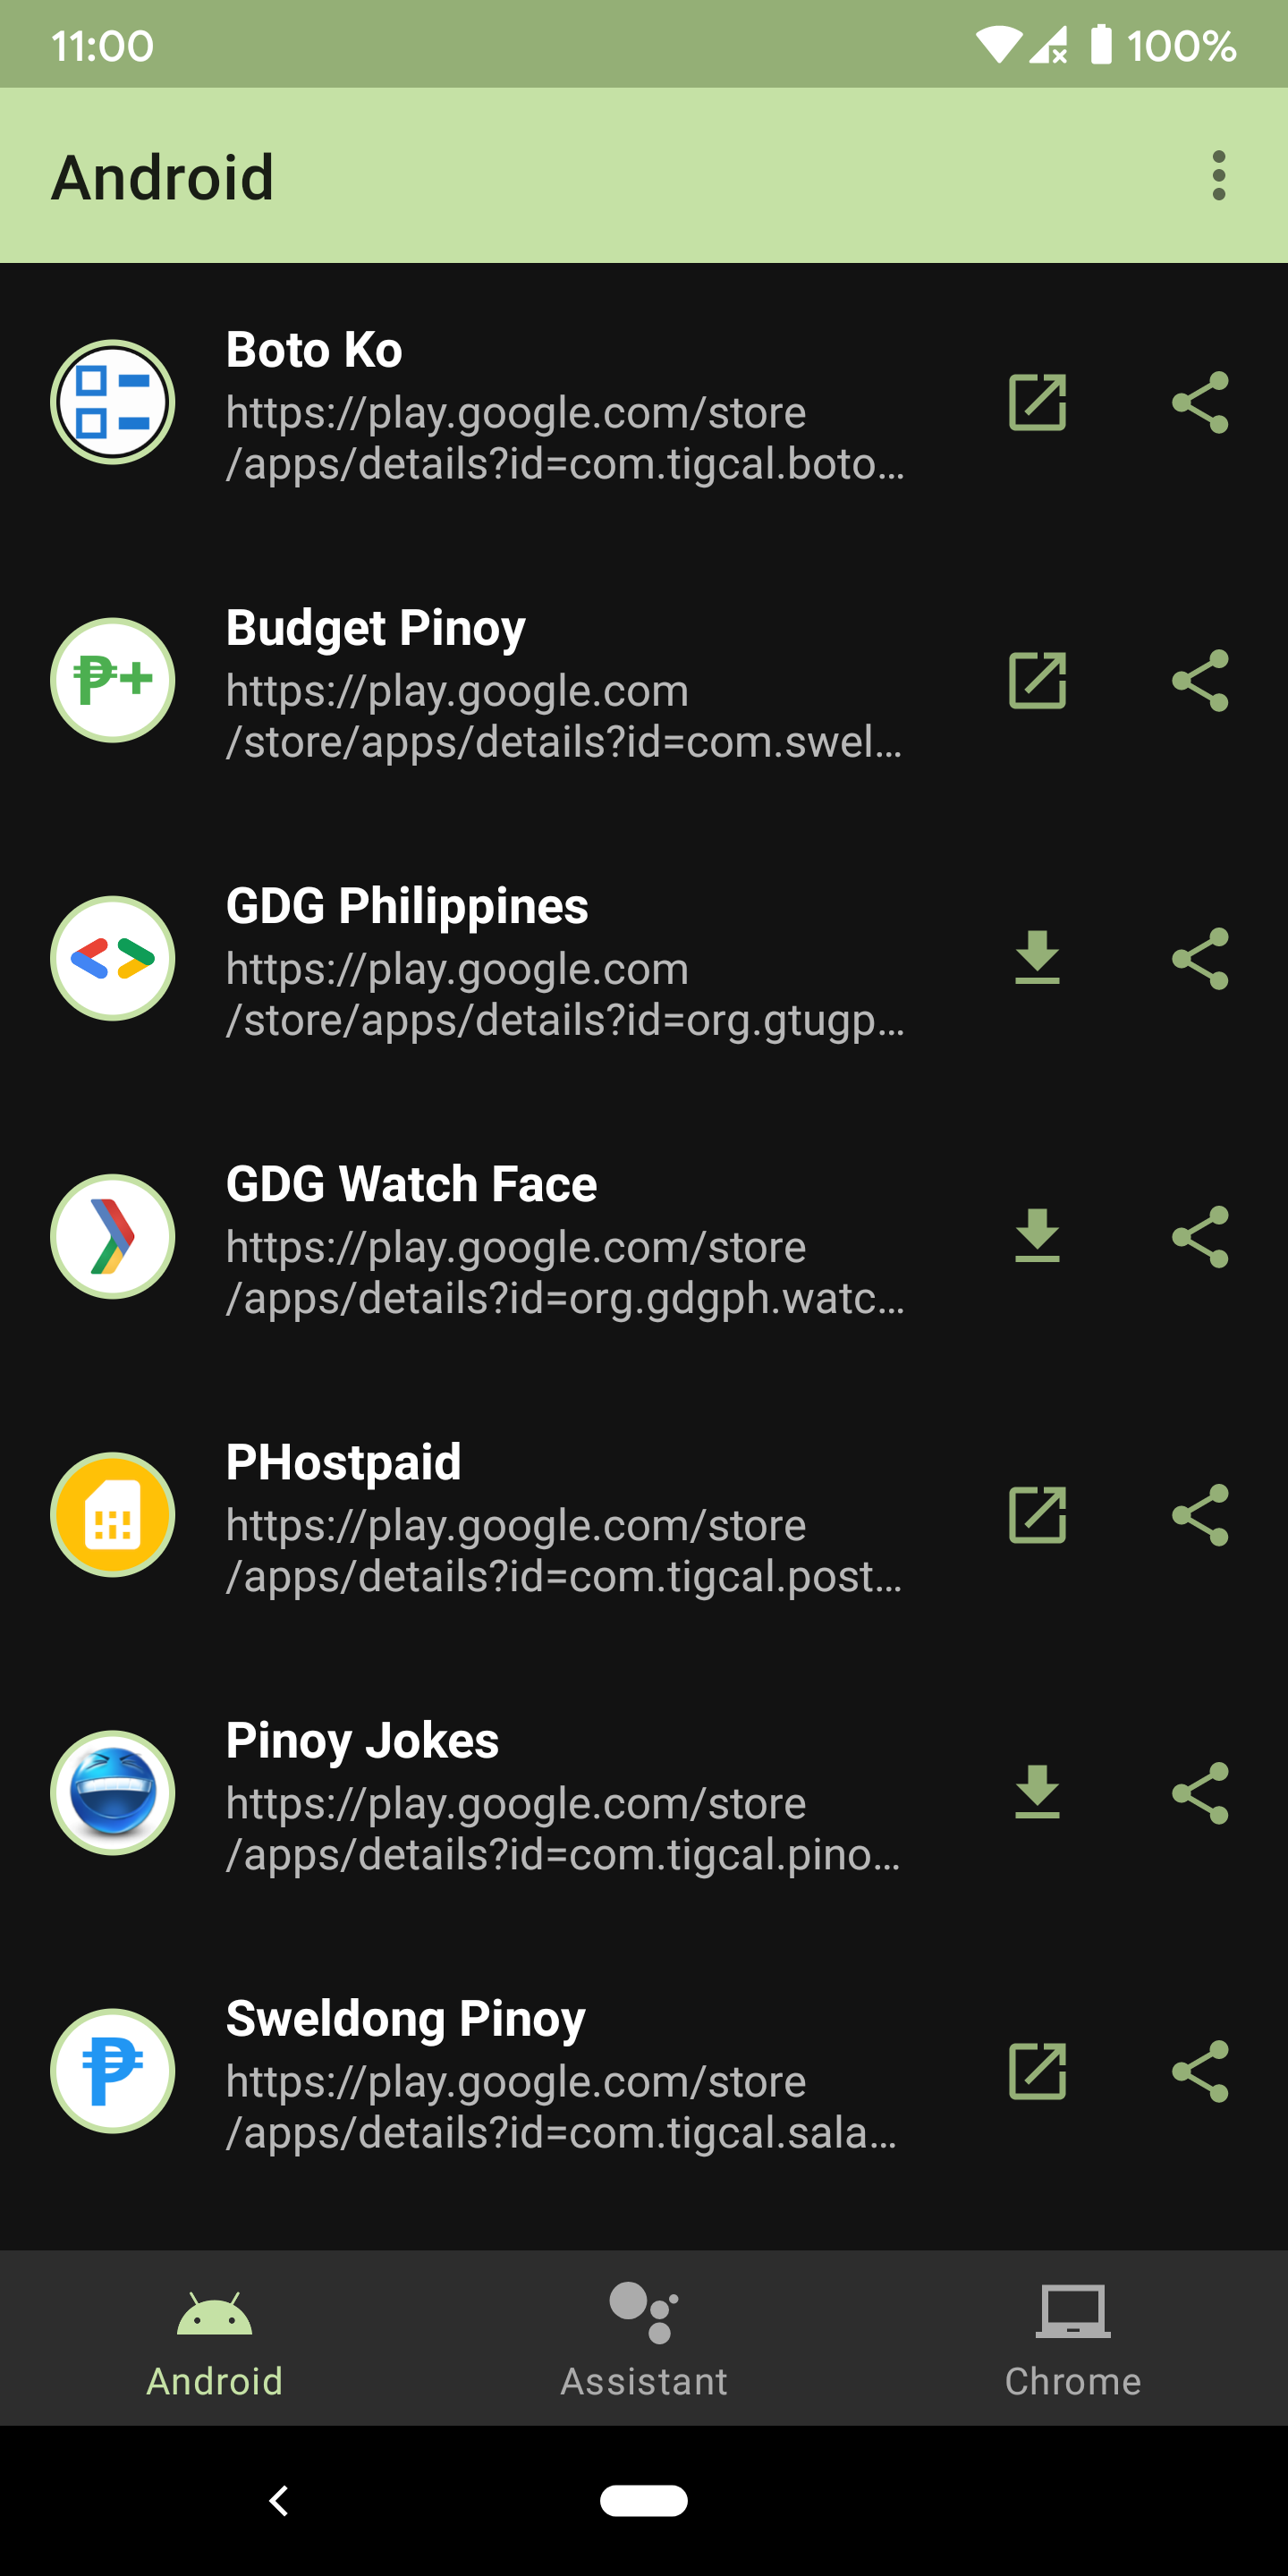 11:00 100%
Android
Boto Ko
https://play.google.com/store
/apps/details?id=com.tigcal.boto…
₱+
Budget Pinoy
https://play.google.com
/store/apps/details?id=com.swel…
GDG Philippines
https://play.google.com
/store/apps/details?id=org.gtugp…
GDG Watch Face
https://play.google.com/store
/apps/details?id=org.gdgph.watc…
PHostpaid
https://play.google.com/store
/apps/details?id=com.tigcal.post…
Pinoy Jokes
https://play.google.com/store
/apps/details?id=com.tigcal.pino…
₱
Sweldong Pinoy
https://play.google.com/store
/apps/details?id=com.tigcal.sala…
Android Assistant Chrome